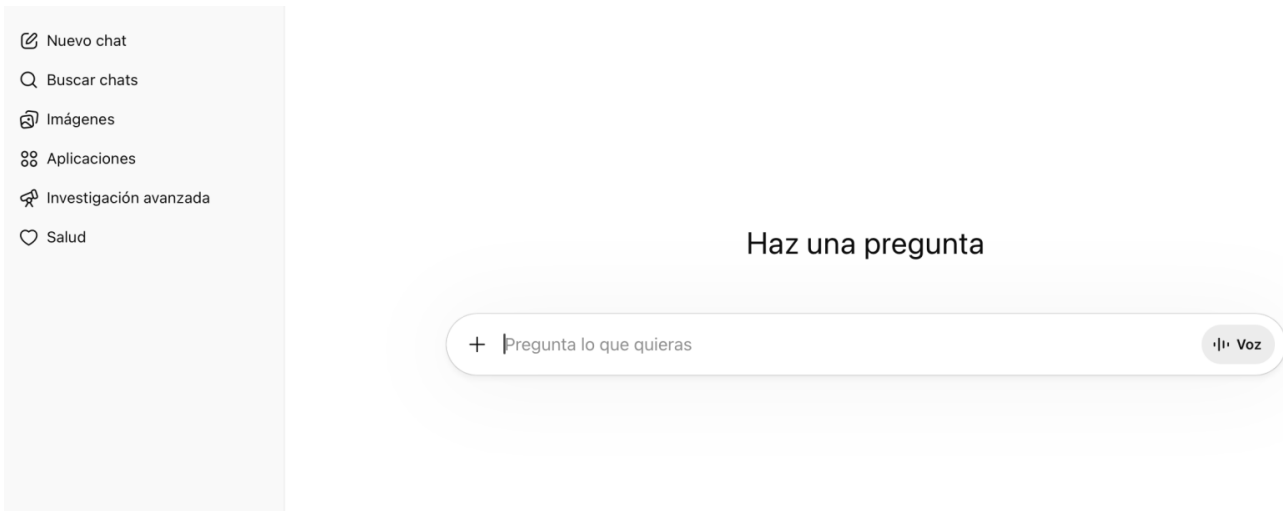 Nuevo chat
Buscar chats
Imágenes
Aplicaciones
Investigación avanzada
Salud
Haz una pregunta
Pregunta lo que quieras
Voz